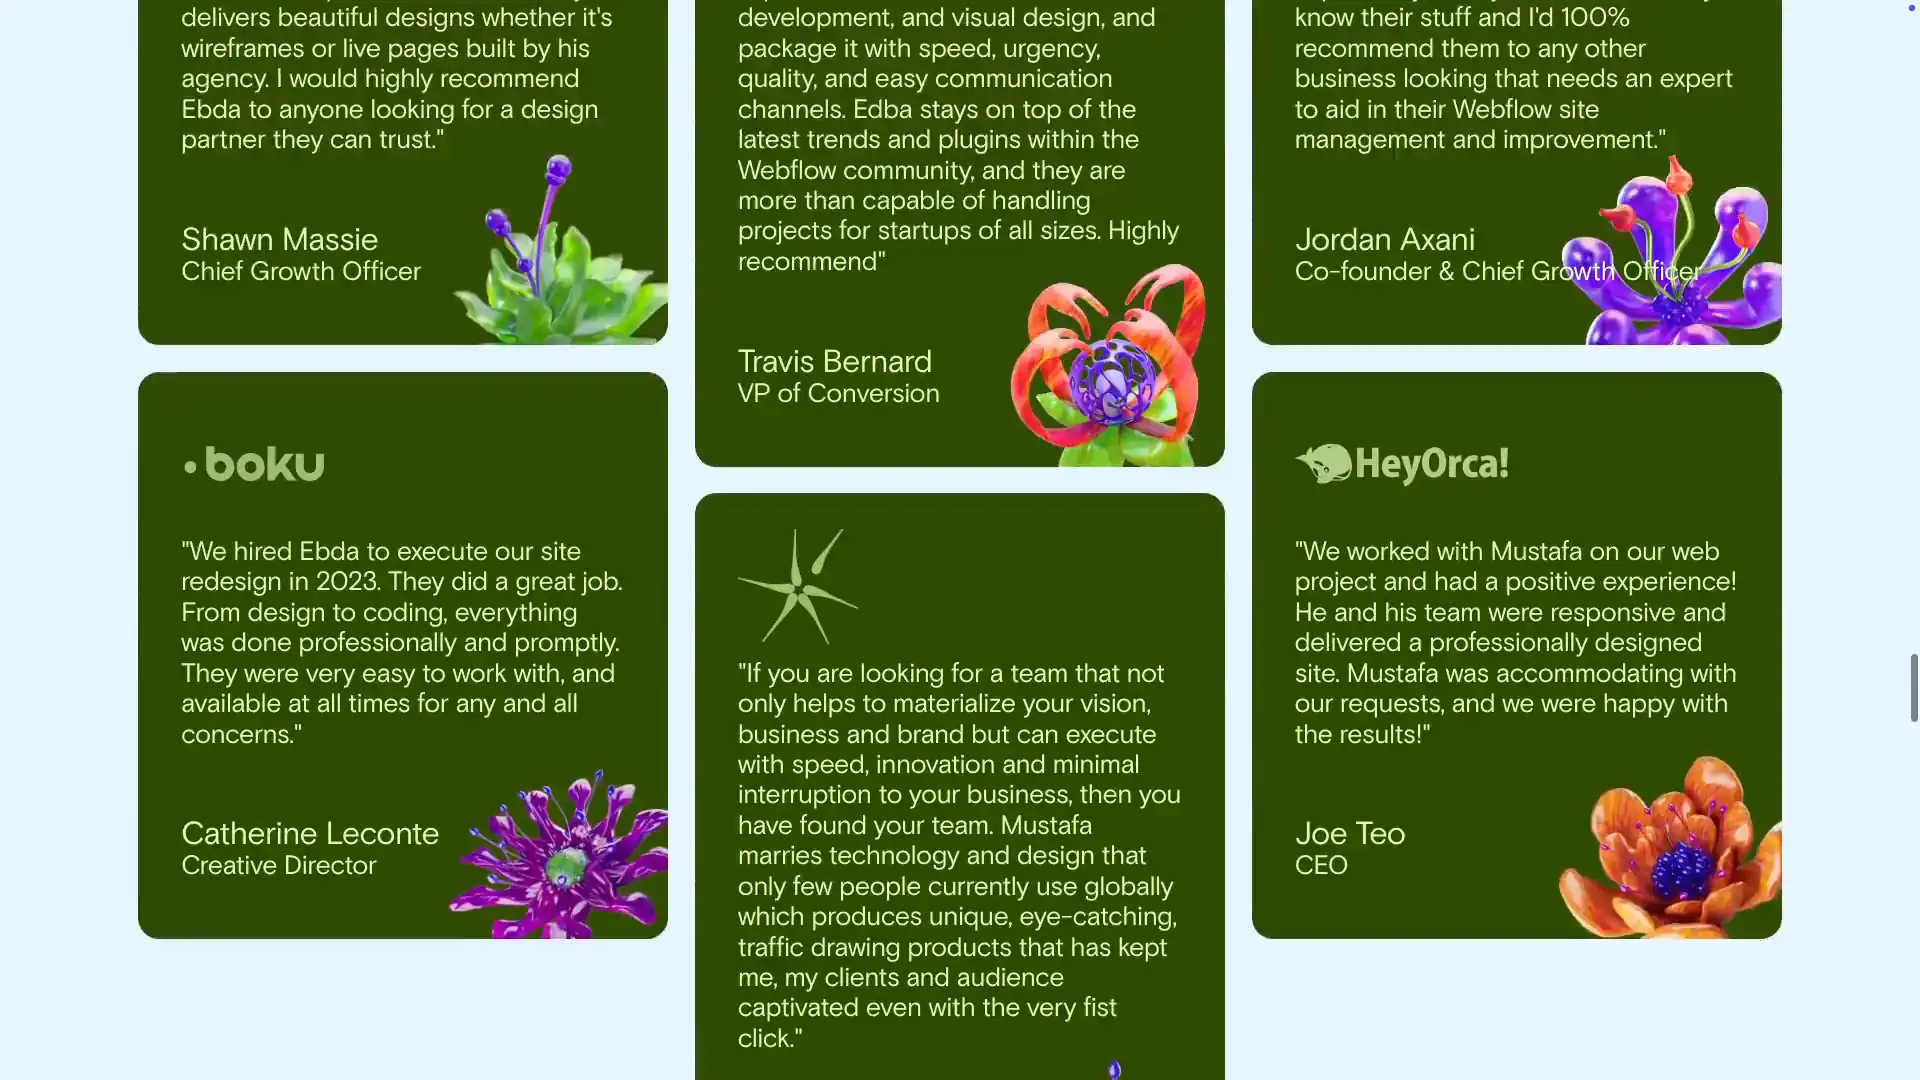 delivers beautiful designs whether it's
wireframes or live pages built by his
agency. I would highly recommend
Ebda to anyone looking for a design
partner they can trust."
Shawn Massie
Chief Growth Officer
boku
"We hired Ebda to execute our site
redesign in 2023. They did a great job.
From design to coding, everything
was done professionally and promptly.
They were very easy to work with, and
available at all times for any and all
concerns."
Catherine Leconte
Creative Director
development, and visual design, and
package it with speed, urgency,
quality, and easy communication
channels. Edba stays on top of the
latest trends and plugins within the
Webflow community, and they are
more than capable of handling
projects for startups of all sizes. Highly
recommend"
Travis Bernard
VP of Conversion
"If you are looking for a team that not
only helps to materialize your vision,
business and brand but can execute
with speed, innovation and minimal
interruption to your business, then you
have found your team. Mustafa
marries technology and design that
only few people currently use globally
which produces unique, eye-catching,
traffic drawing products that has kept
me, my clients and audience
captivated even with the very fist
click."
know their stuff and I'd 100%
recommend them to any other
business looking that needs an expert
to aid in their Webflow site
management and improvement."
Jordan Axani
Co-founder & Chief Growth Officer
HeyOrca!
"We worked with Mustafa on our web
project and had a positive experience!
He and his team were responsive and
delivered a professionally designed
site. Mustafa was accommodating with
our requests, and we were happy with
the results!"
Joe Teo
CEO